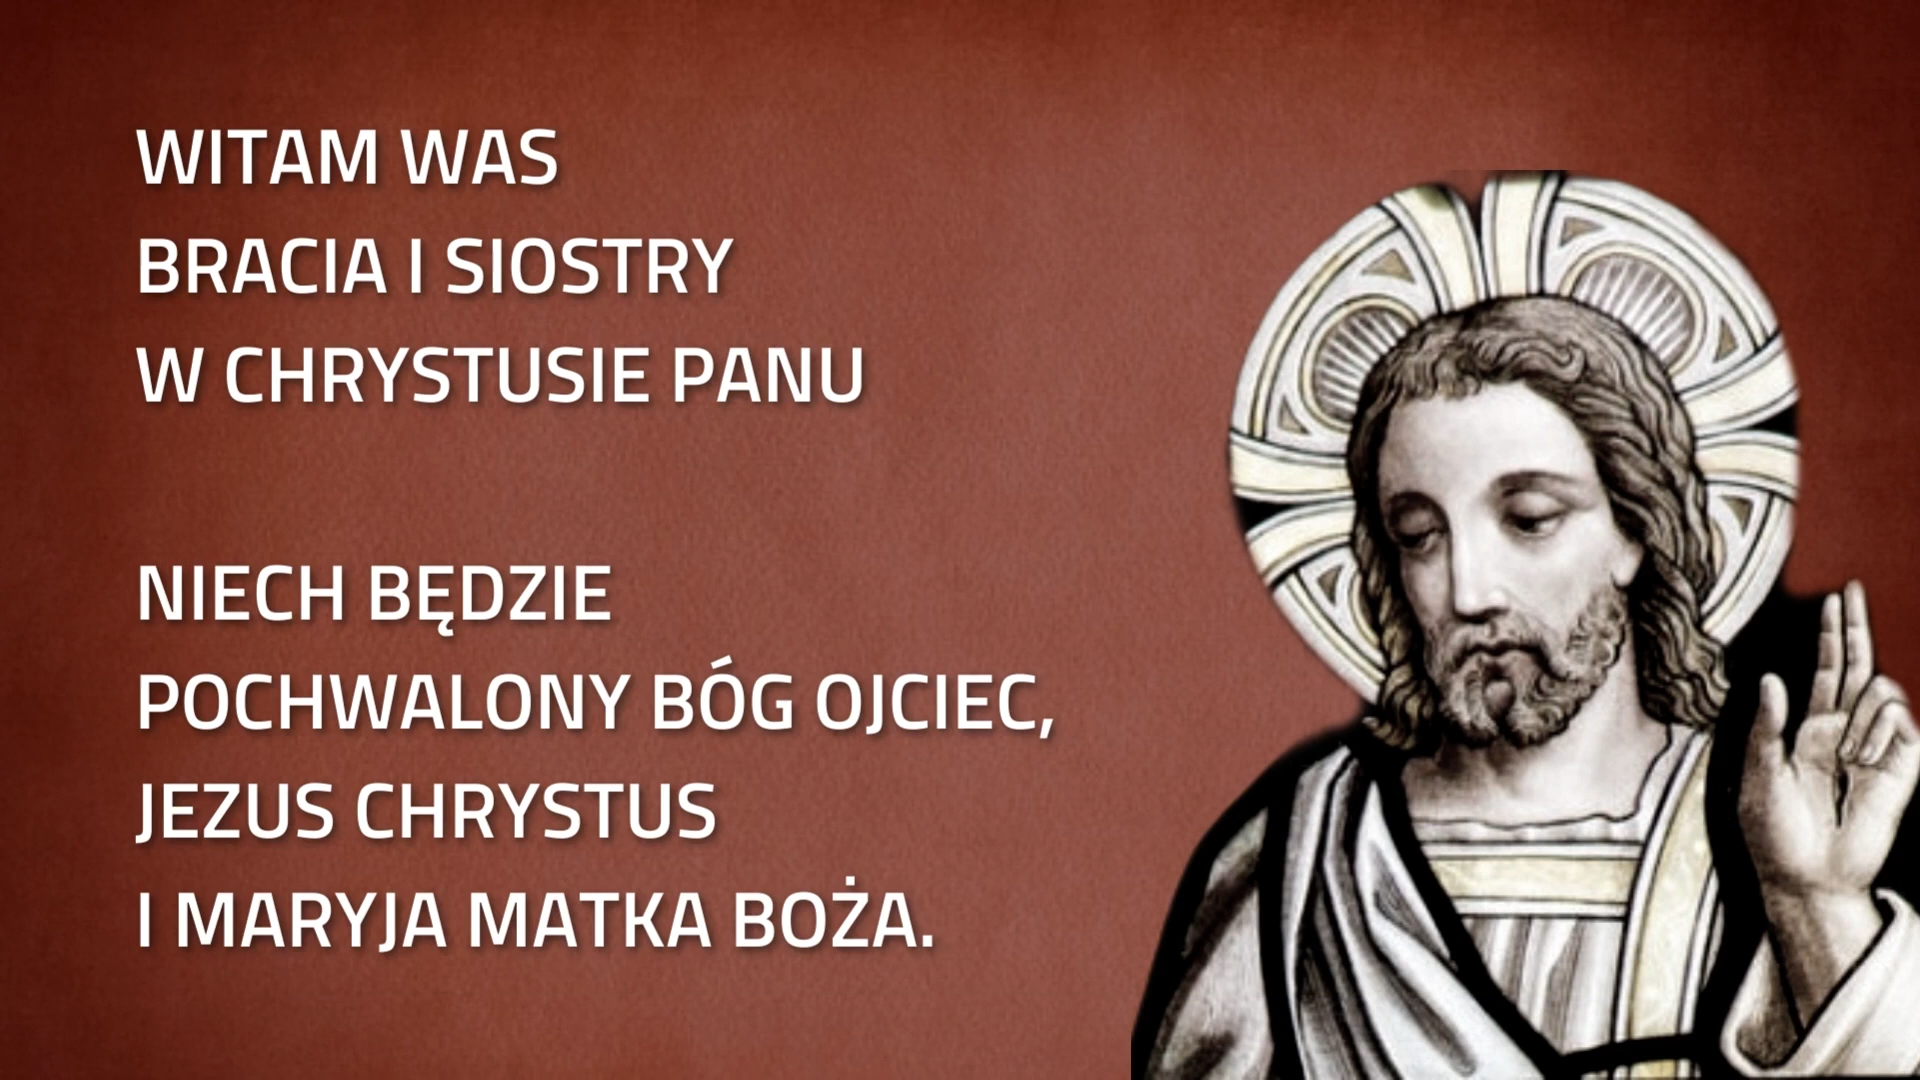 WITAM WAS
BRACIA I SIOSTRY
W CHRYSTUSIE PANU
NIECH BĘDZIE
POCHWALONY BÓG OJCIEC,
JEZUS CHRYSTUS
I MARYJA MATKA BOŻA.